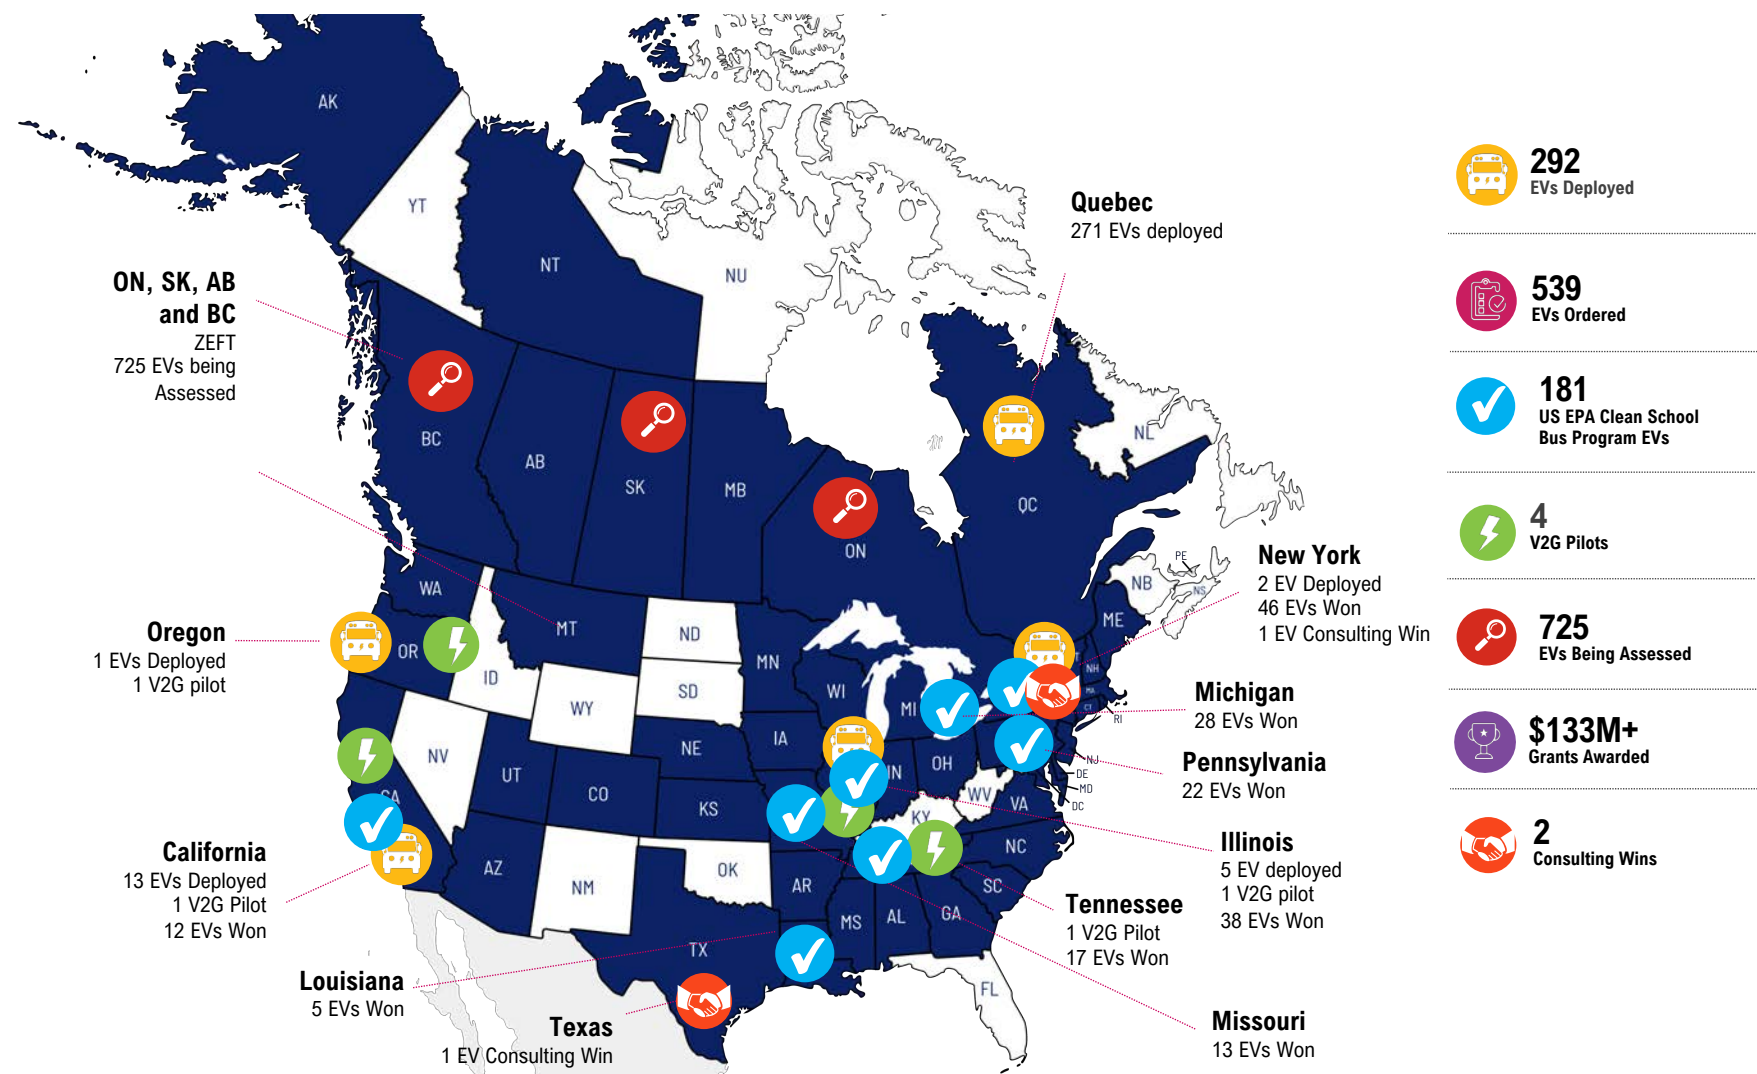 AK
YT
NT
NU
BC
AB
SK
MB
ON
QC
NL
NB
PE
NS
WA
OR
ID
MT
ND
SD
WY
MN
WI
MI
ME
NH
MA
CT
RI
NV
UT
CO
NE
KS
IA
IN
OH
NJ
DE
MD
DC
WV
VA
KY
CA
AZ
NM
OK
AR
TX
MS
AL
GA
SC
NC
FL
ON, SK, AB
and BC
ZEFT
725 EVs being
Assessed
Quebec
271 EVs deployed
New York
2 EV Deployed
46 EVs Won
1 EV Consulting Win
Oregon
1 EVs Deployed
1 V2G pilot
Michigan
28 EVs Won
Pennsylvania
22 EVs Won
Illinois
5 EV deployed
1 V2G pilot
38 EVs Won
California
13 EVs Deployed
1 V2G Pilot
12 EVs Won
Tennessee
1 V2G Pilot
17 EVs Won
Louisiana
5 EVs Won
Texas
1 EV Consulting Win
Missouri
13 EVs Won
292
EVs Deployed
539
EVs Ordered
181
US EPA Clean School
Bus Program EVs
4
V2G Pilots
725
EVs Being Assessed
$133M+
Grants Awarded
2
Consulting Wins